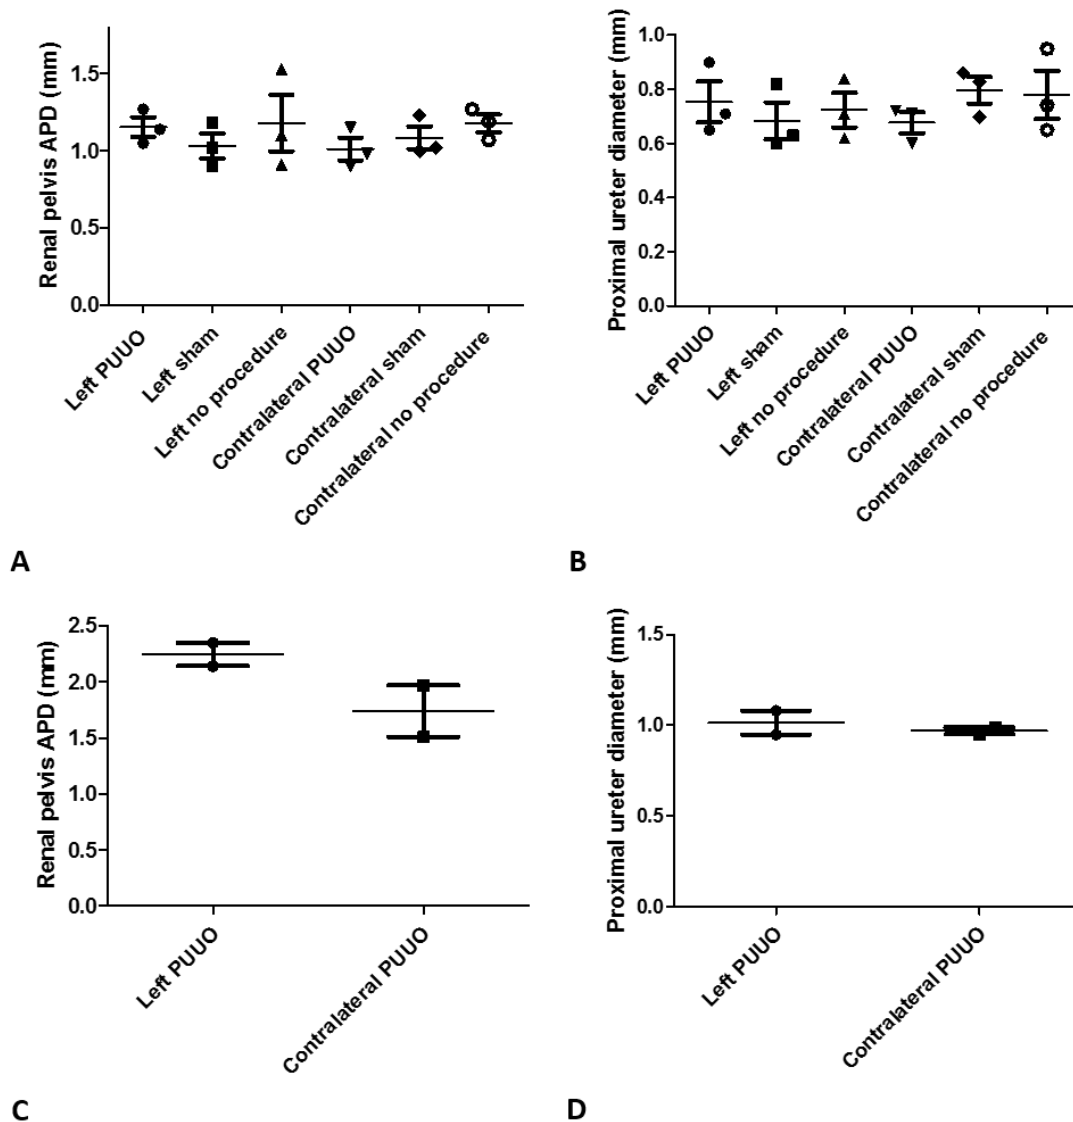 Renal pelvis APD (mm)
1.5
1.0
0.5
0.0
Left PUUO
Left sham
Left no procedure
Contralateral PUUO
Contralateral sham
Contralateral no procedure
A
Proximal ureter diameter (mm)
1.0
0.8
0.6
0.4
0.2
0.0
Left PUUO
Left sham
Left no procedure
Contralateral PUUO
Contralateral sham
Contralateral no procedure
B
Renal pelvis APD (mm)
2.5
2.0
1.5
1.0
0.5
0.0
Left PUUO
Contralateral PUUO
C
Proximal ureter diameter (mm)
1.5
1.0
0.5
0.0
Left PUUO
Contralateral PUUO
D